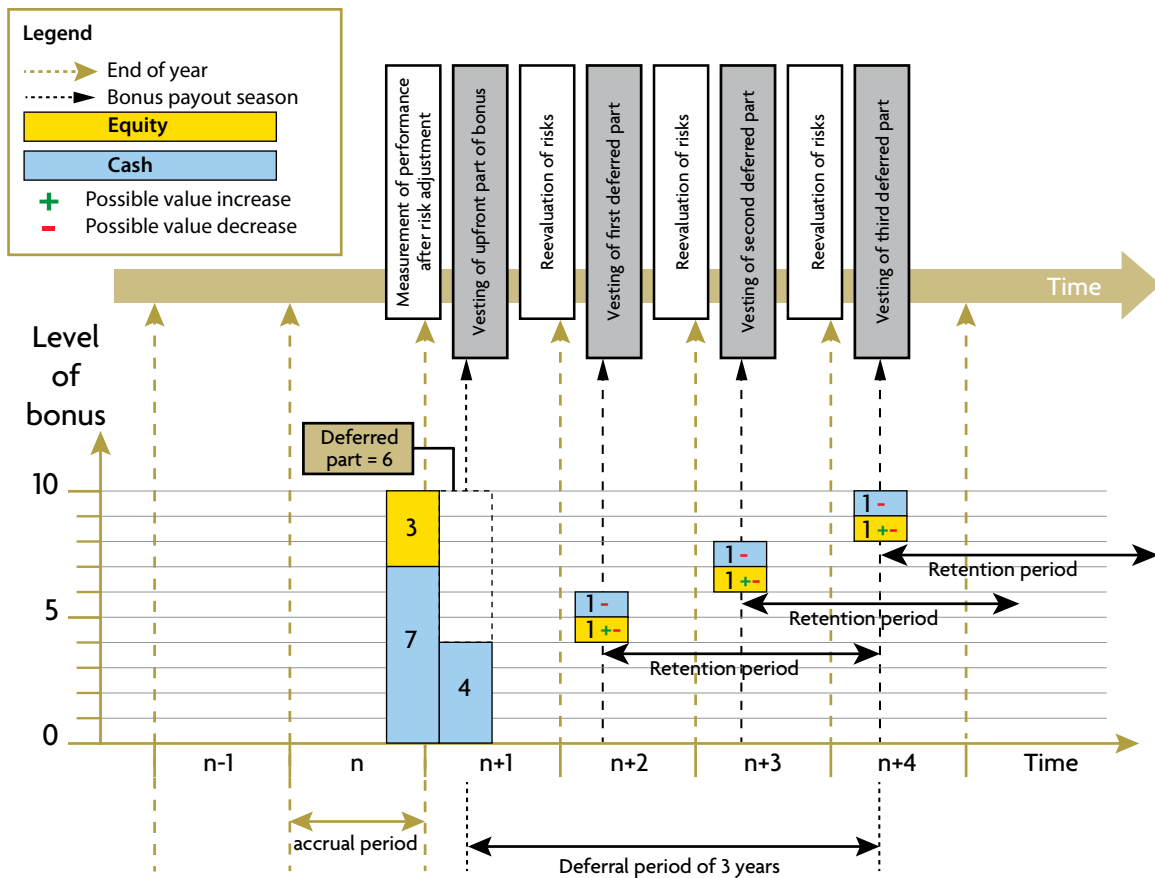 Legend
End of year
Bonus payout season
Equity
Cash
+ Possible value increase
- Possible value decrease
Measurement of performance
after risk adjustment
Vesting of upfront part of bonus
Reevaluation of risks
Vesting of first deferred part
Reevaluation of risks
Vesting of second deferred part
Reevaluation of risks
Vesting of third deferred part
Time
Level
of
bonus
Deferred
part = 6
10
5
0
3
7
4
1 -
1 +-
1 -
1 +-
1 -
1 +-
Retention period
Retention period
Retention period
n-1
n
n+1
n+2
n+3
n+4
Time
accrual period
Deferral period of 3 years